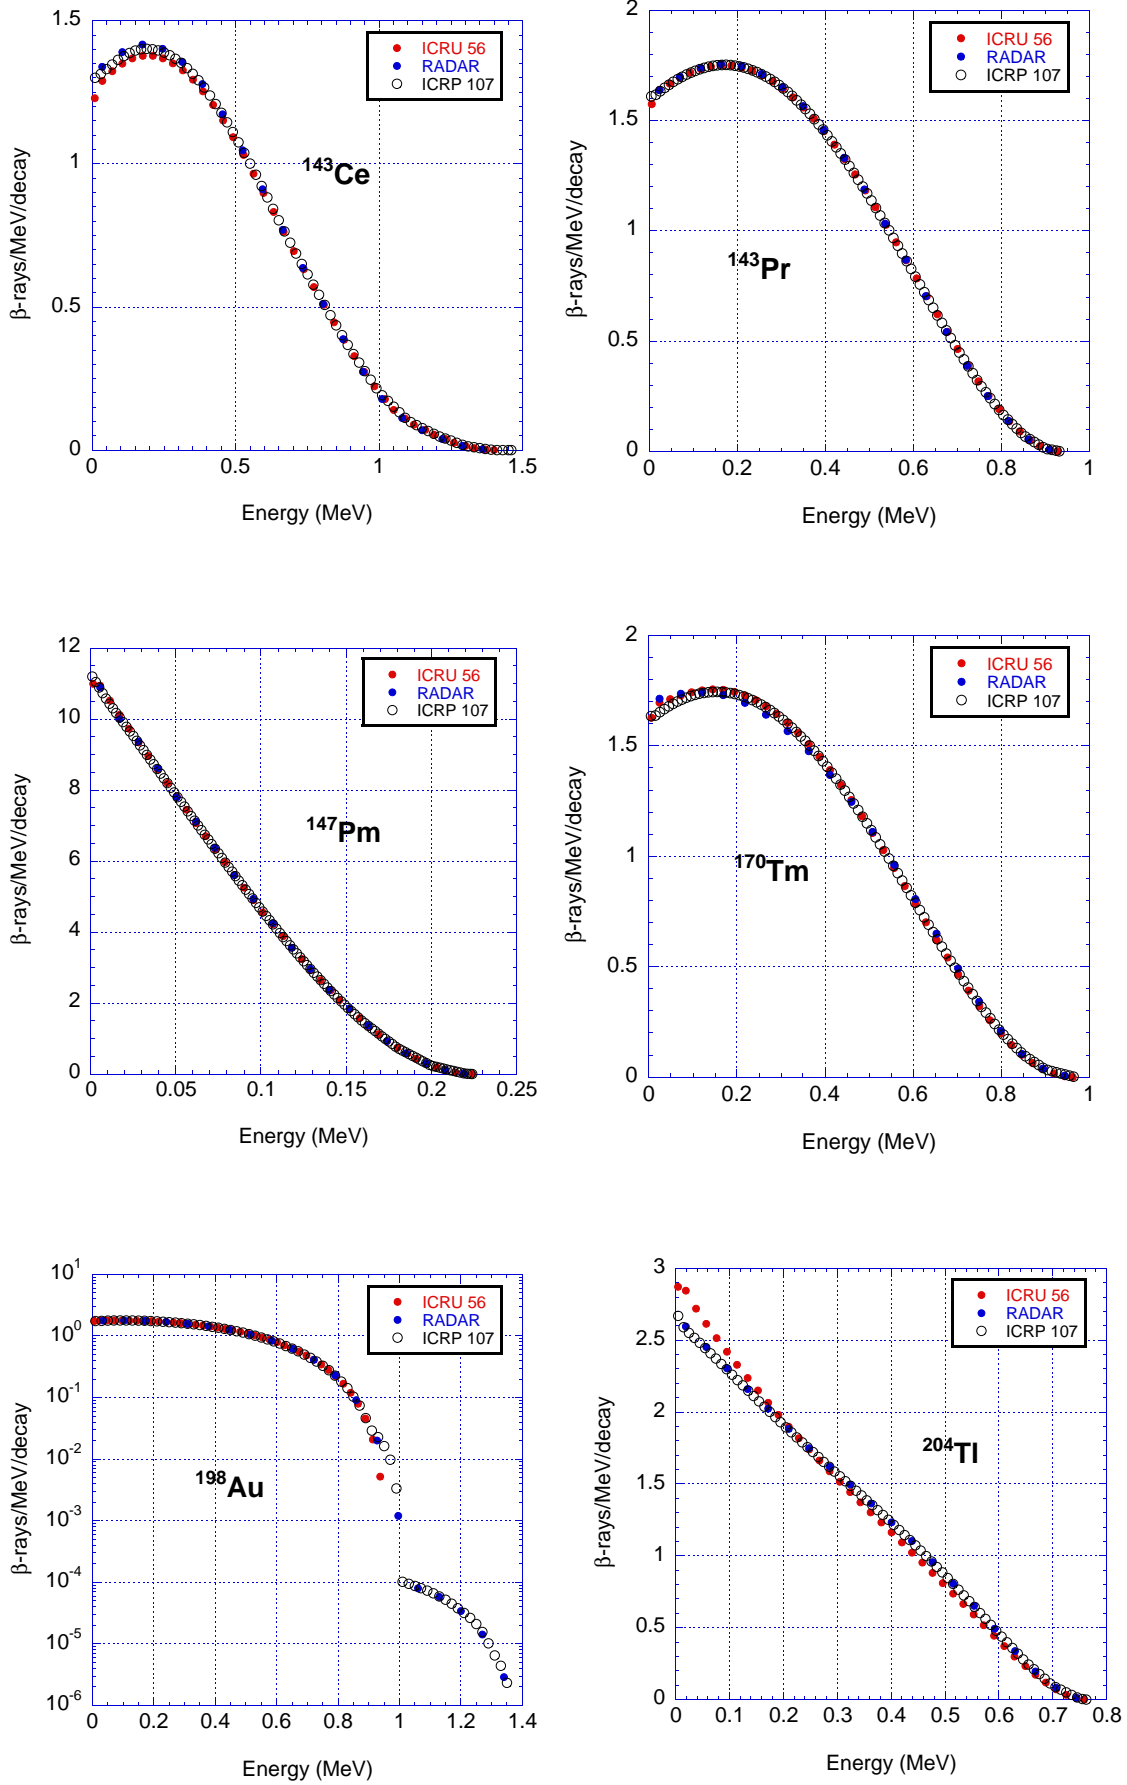 1.5
1
0.5
0
0
0.5
1
1.5
β-rays/MeV/decay
Energy (MeV)
ICRU 56
RADAR
ICRP 107
143Ce
2
1.5
1
0.5
0
0
0.2
0.4
0.6
0.8
1
β-rays/MeV/decay
Energy (MeV)
ICRU 56
RADAR
ICRP 107
143Pr
12
10
8
6
4
2
0
0
0.05
0.1
0.15
0.2
0.25
β-rays/MeV/decay
Energy (MeV)
ICRU 56
RADAR
ICRP 107
147Pm
2
1.5
1
0.5
0
0
0.2
0.4
0.6
0.8
1
β-rays/MeV/decay
Energy (MeV)
ICRU 56
RADAR
ICRP 107
170Tm
10^1
10^0
10^-1
10^-2
10^-3
10^-4
10^-5
10^-6
0
0.2
0.4
0.6
0.8
1
1.2
1.4
β-rays/MeV/decay
Energy (MeV)
ICRU 56
RADAR
ICRP 107
198Au
3
2.5
2
1.5
1
0.5
0
0
0.1
0.2
0.3
0.4
0.5
0.6
0.7
0.8
β-rays/MeV/decay
Energy (MeV)
ICRU 56
RADAR
ICRP 107
204Tl